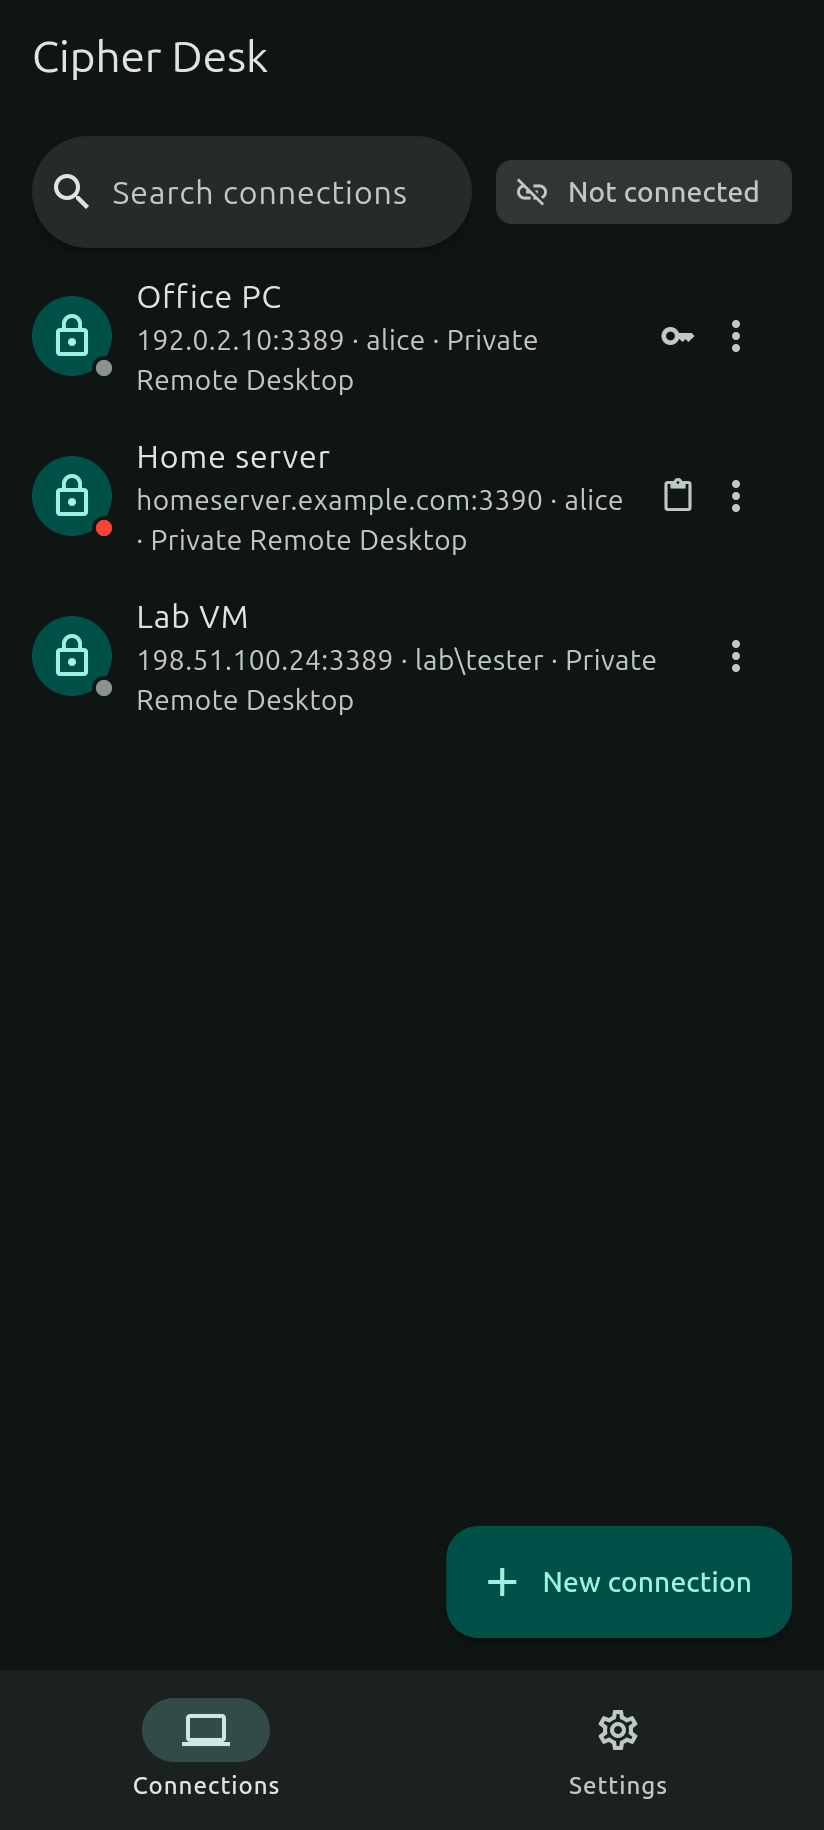 Cipher Desk
Search connections
Not connected
Office PC
192.0.2.10:3389 · alice · Private
Remote Desktop
Home server
homeserver.example.com:3390 · alice
· Private Remote Desktop
Lab VM
198.51.100.24:3389 · lab\tester · Private
Remote Desktop
New connection
Connections
Settings